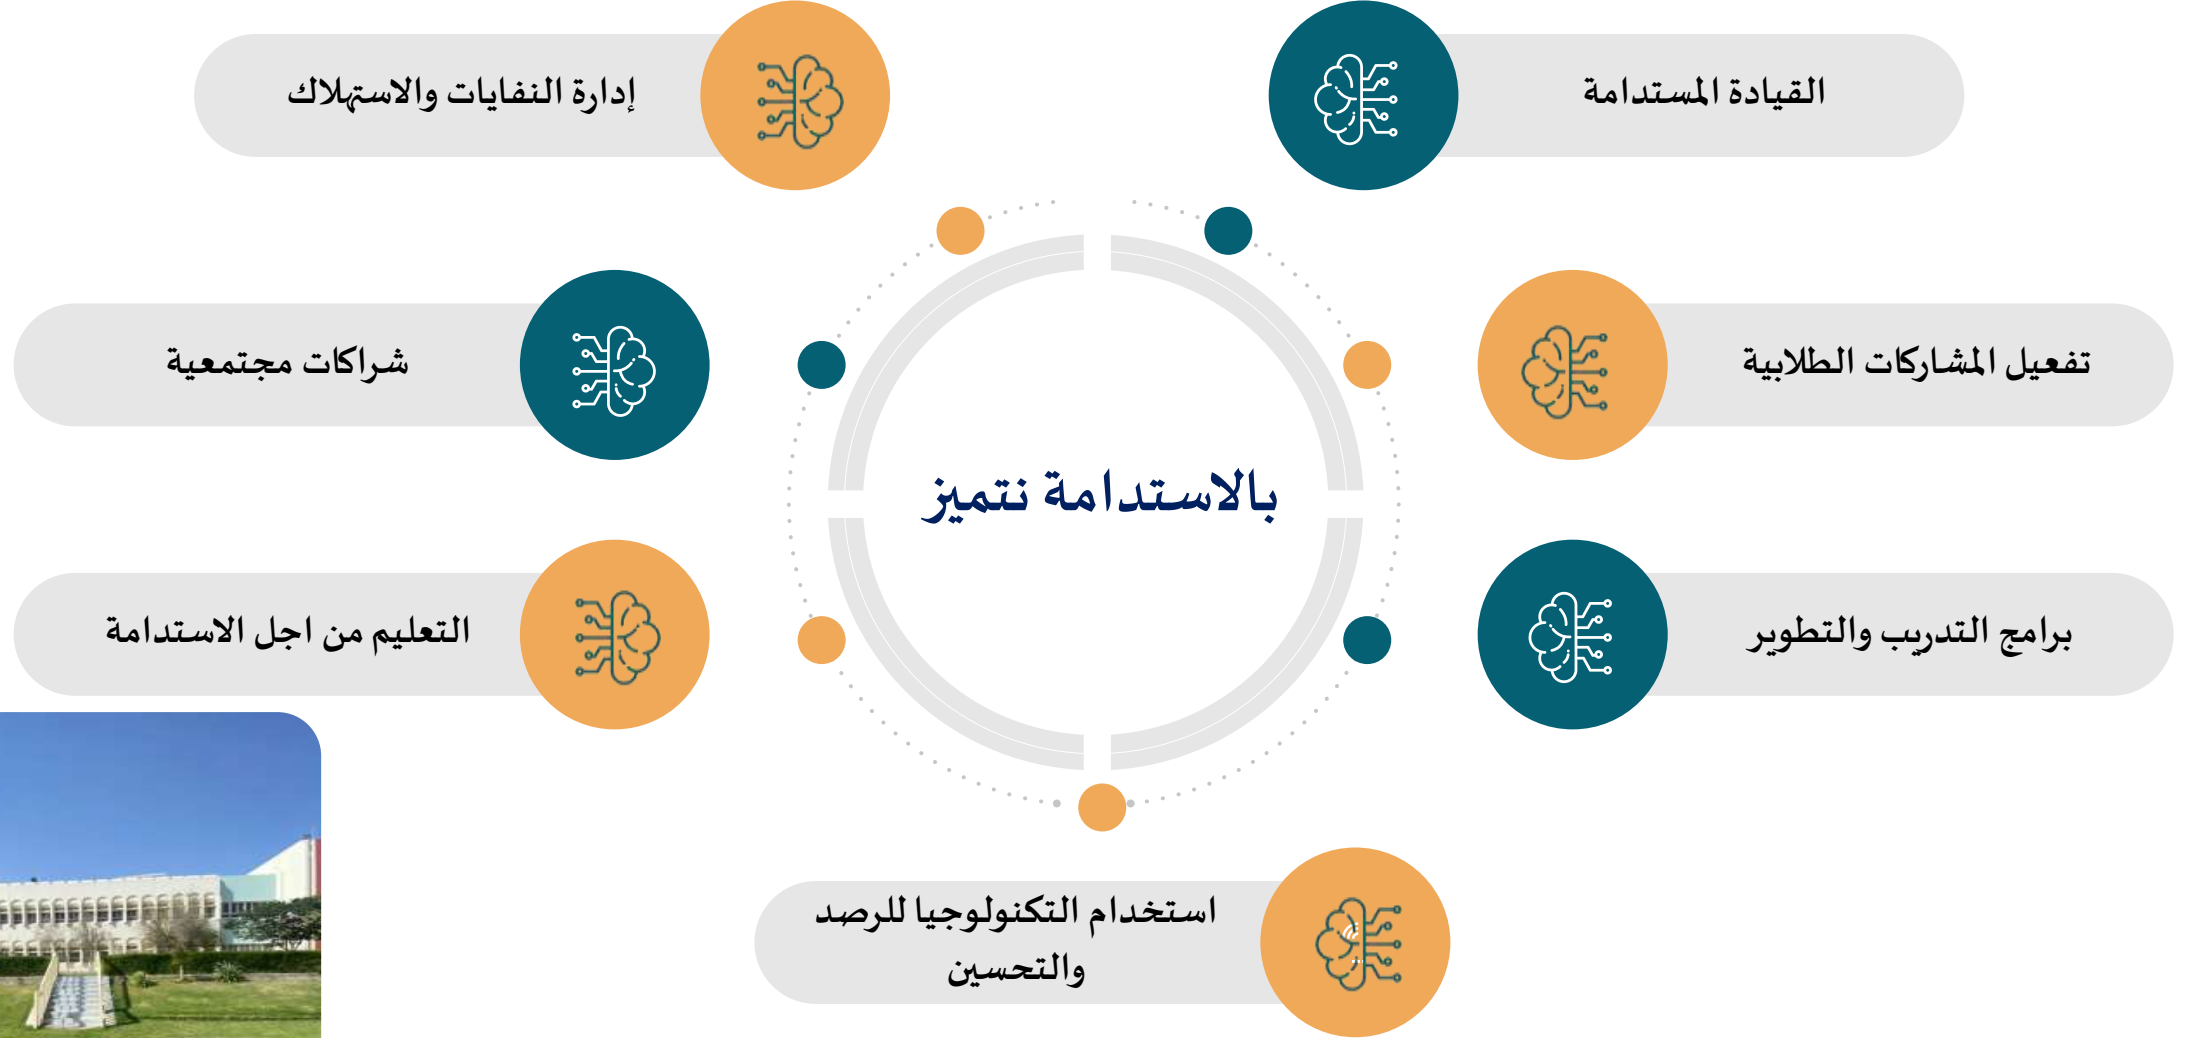 القيادة المستدامة
إدارة النفايات والاستهلاك
تفعيل المشاركات الطلابية
شراكات مجتمعية
بالاستدامة نتميز
برامج التدريب والتطوير
التعليم من اجل الاستدامة
استخدام التكنولوجيا للرصد
والتحسين